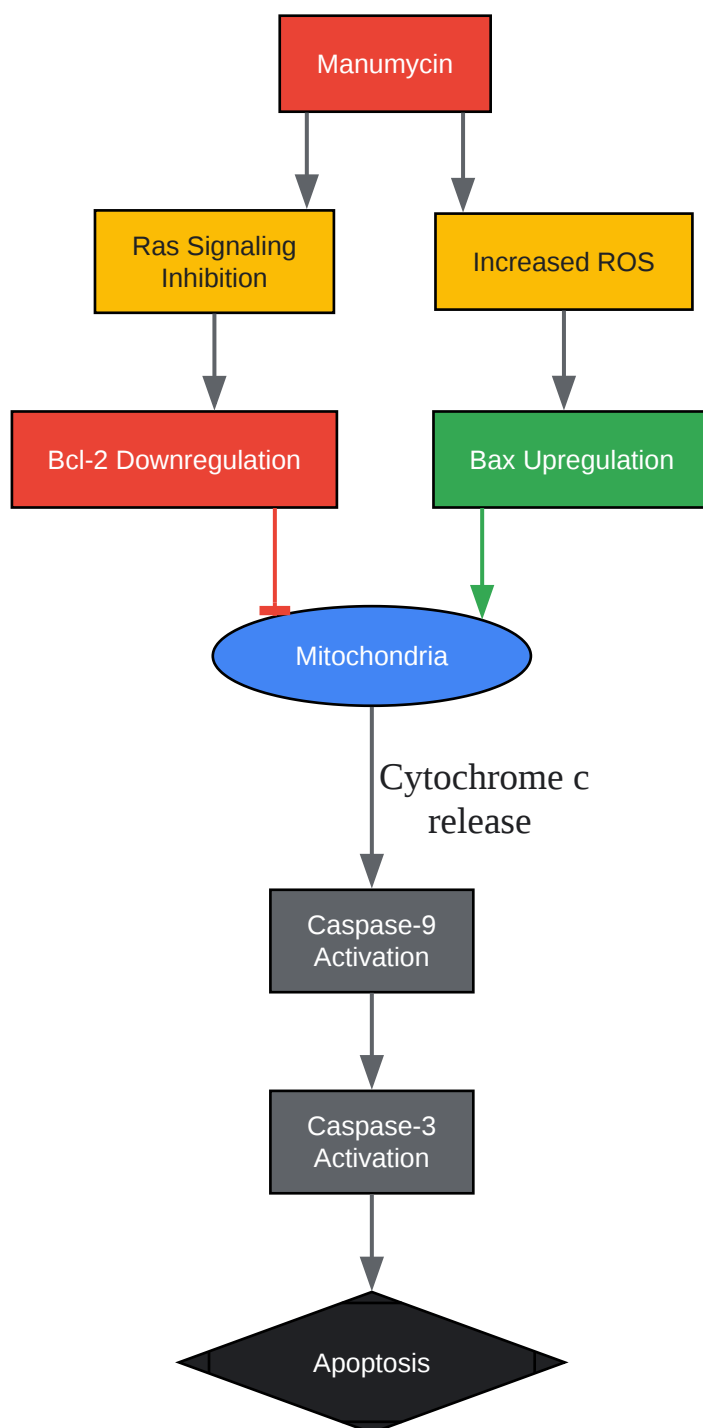 Manumycin
Ras Signaling
Inhibition
Increased ROS
Bcl-2 Downregulation
Bax Upregulation
Mitochondria
Cytochrome c
release
Caspase-9
Activation
Caspase-3
Activation
Apoptosis